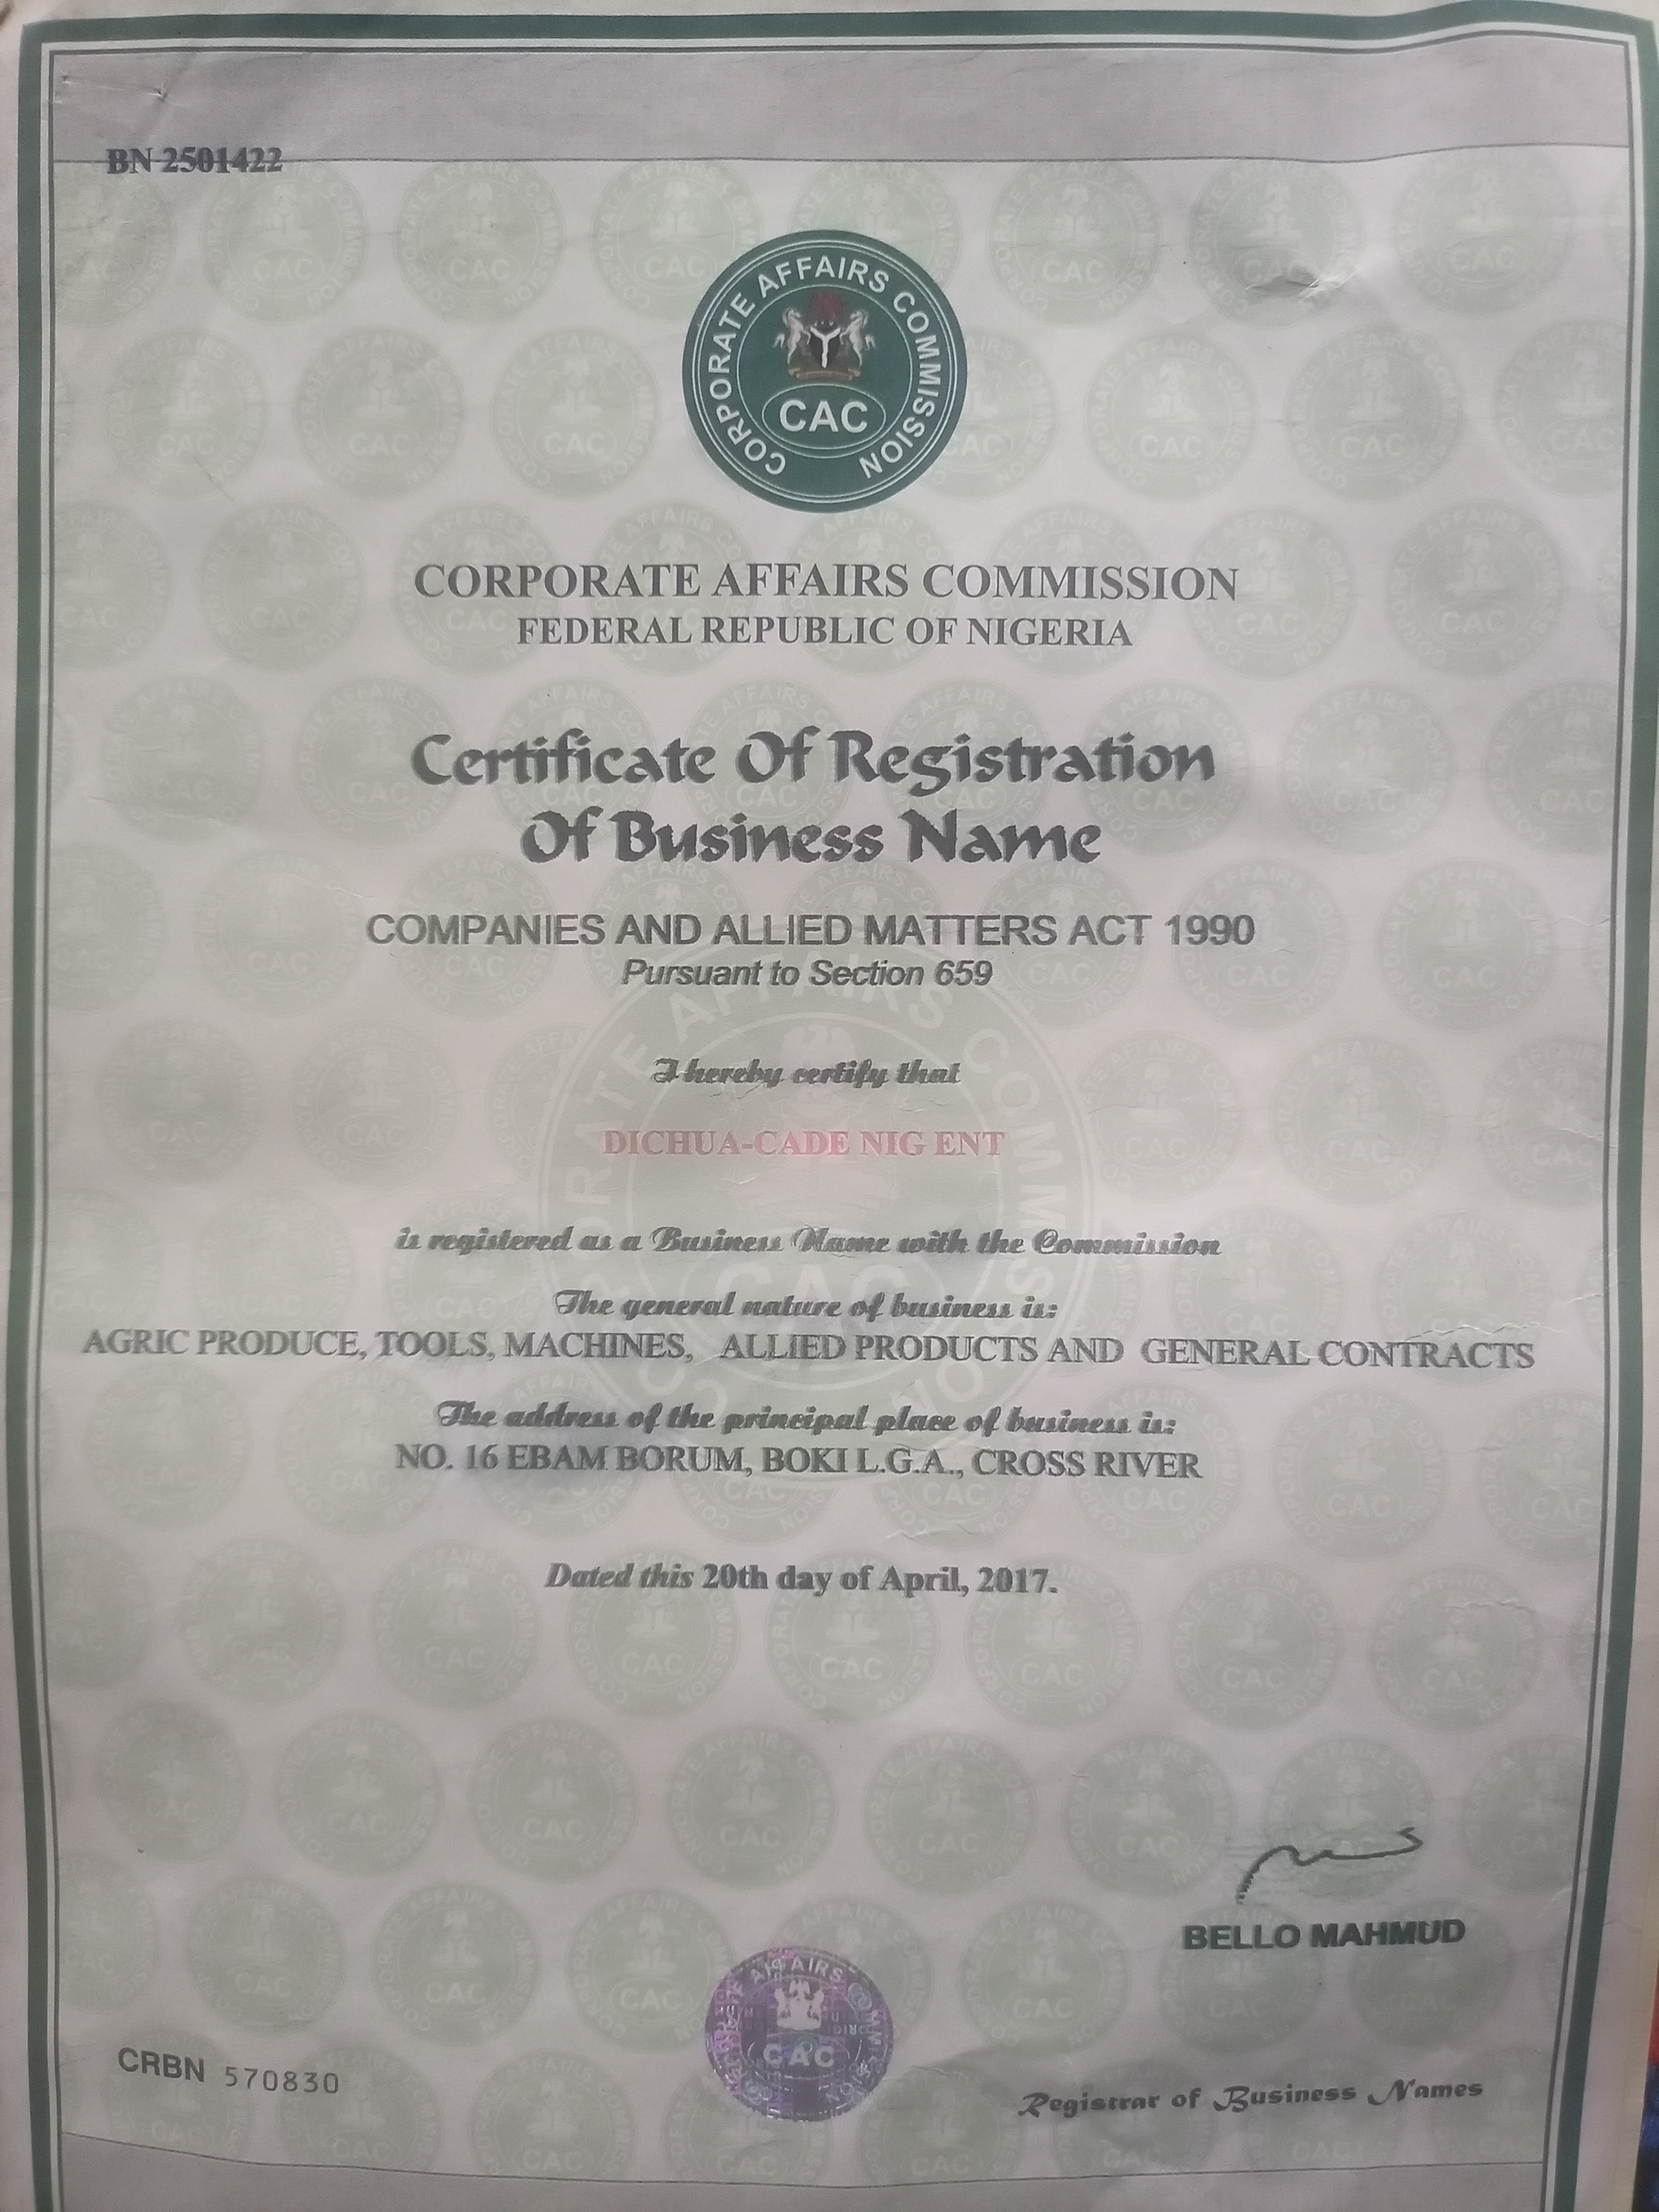 BN 2501422
CORPORATE AFFAIRS COMMISSION
CAC
CORPORATE AFFAIRS COMMISSION
FEDERAL REPUBLIC OF NIGERIA
Certificate Of Registration
Of Business Name
COMPANIES AND ALLIED MATTERS ACT 1990
Pursuant to Section 659
I hereby certify that
DICHUA-CADE NIG ENT
is registered as a Business Name with the Commission
The general nature of business is:
AGRIC PRODUCE, TOOLS, MACHINES, ALLIED PRODUCTS AND GENERAL CONTRACTS
The address of the principal place of business is:
NO. 16 EBAM BORUM, BOKI L.G.A., CROSS RIVER
Dated this 20th day of April, 2017.
BELLO MAHMUD
CAC
CRBN 570830
Registrar of Business Names